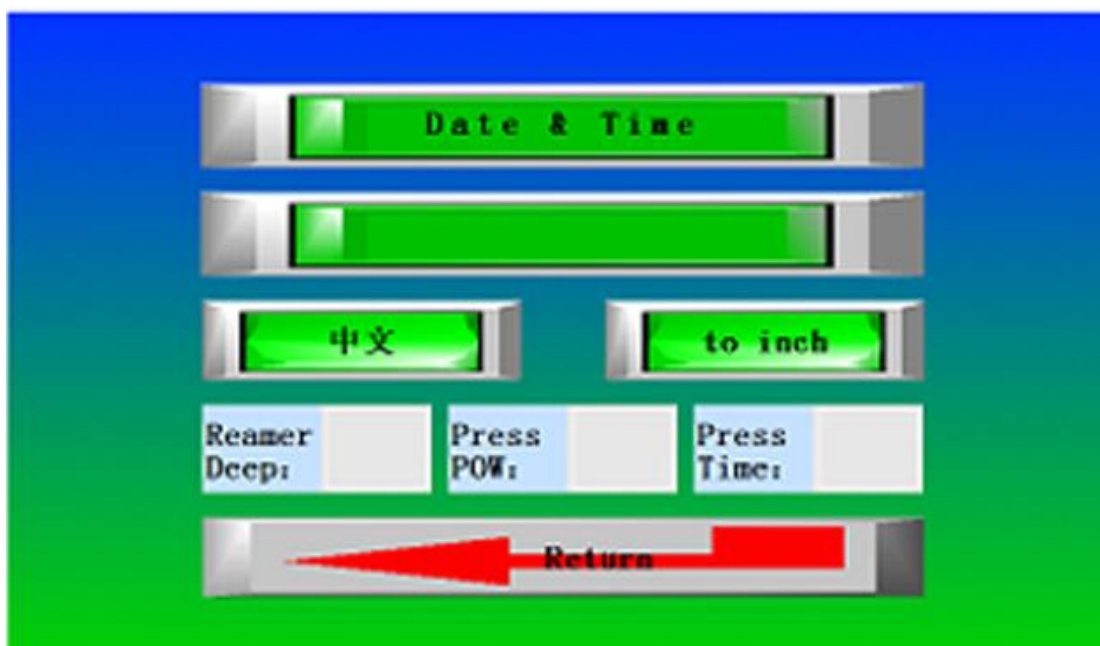 Date & Time
中文
to inch
Reamer
Deep:
Press
POW:
Press
Time:
Return